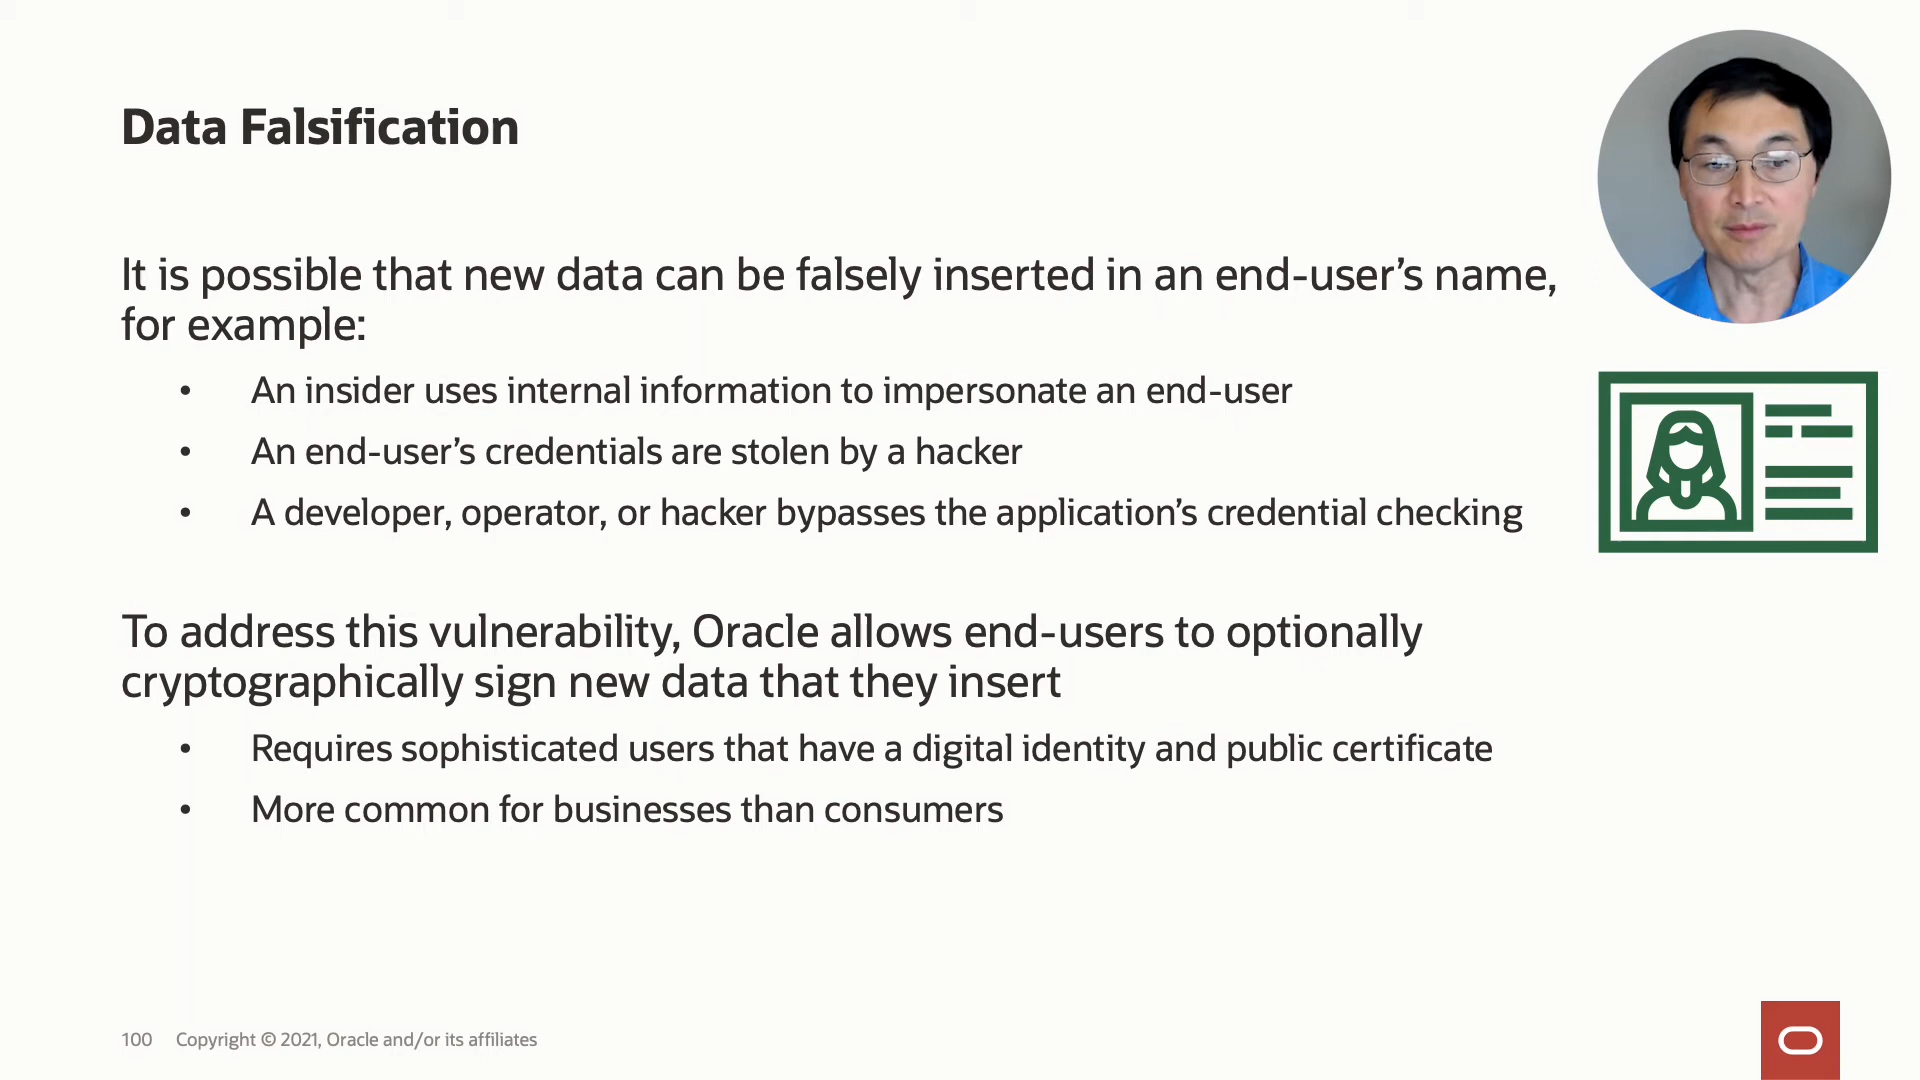 Data Falsification
It is possible that new data can be falsely inserted in an end-user’s name,
for example:
• An insider uses internal information to impersonate an end-user
• An end-user’s credentials are stolen by a hacker
• A developer, operator, or hacker bypasses the application’s credential checking
To address this vulnerability, Oracle allows end-users to optionally
cryptographically sign new data that they insert
• Requires sophisticated users that have a digital identity and public certificate
• More common for businesses than consumers
100 Copyright © 2021, Oracle and/or its affiliates